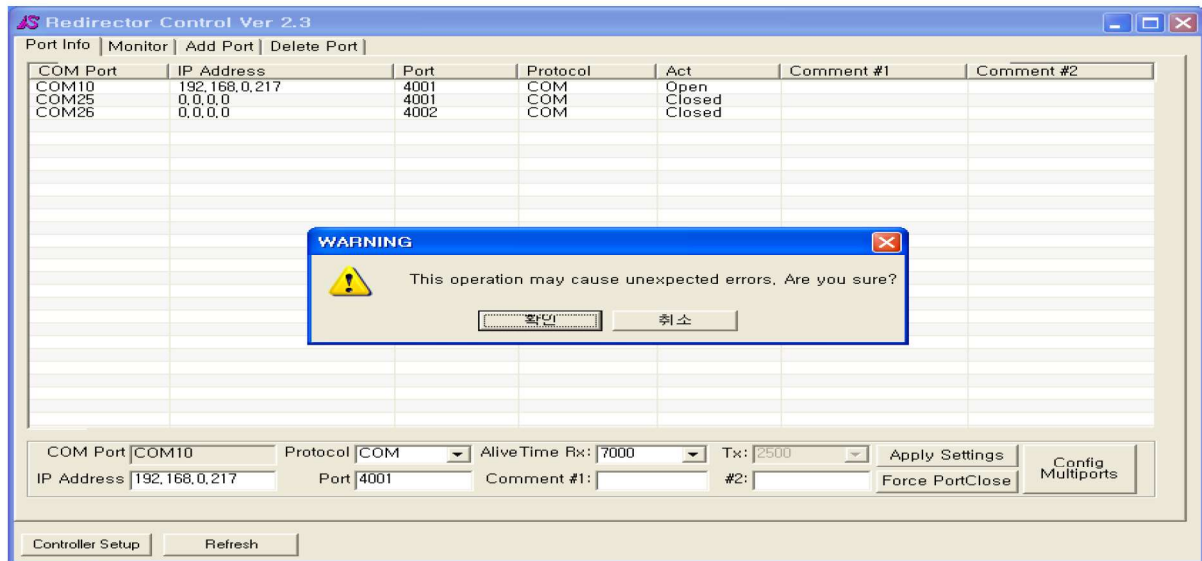 Redirector Control Ver 2.3
Port Info Monitor Add Port Delete Port
COM Port IP Address Port Protocol Act Comment #1 Comment #2
COM10 192,168,0,217 4001 COM Open
COM25 0,0,0,0 4001 COM Closed
COM26 0,0,0,0 4002 COM Closed
WARNING
This operation may cause unexpected errors, Are you sure?
확인 취소
COM Port COM10 Protocol COM AliveTime Rx: 7000 Tx: 2500 Apply Settings Config
IP Address 192,168,0,217 Port 4001 Comment #1: #2: Force PortClose Multiports
Controller Setup Refresh